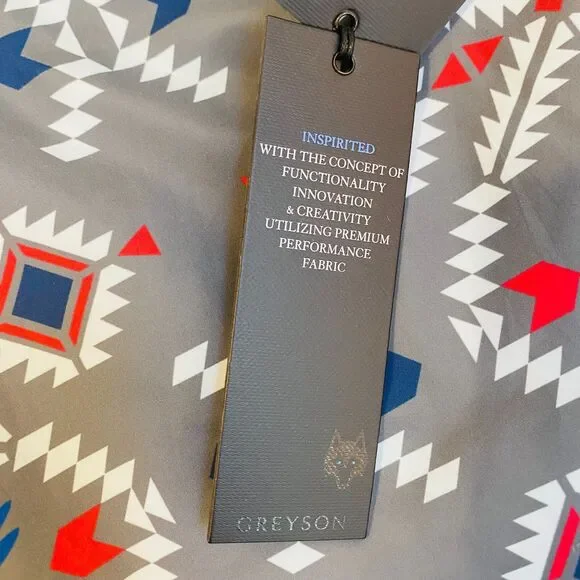 INSPIRITED
WITH THE CONCEPT OF
FUNCTIONALITY
INNOVATION
& CREATIVITY
UTILIZING PREMIUM
PERFORMANCE
FABRIC
GREYSON